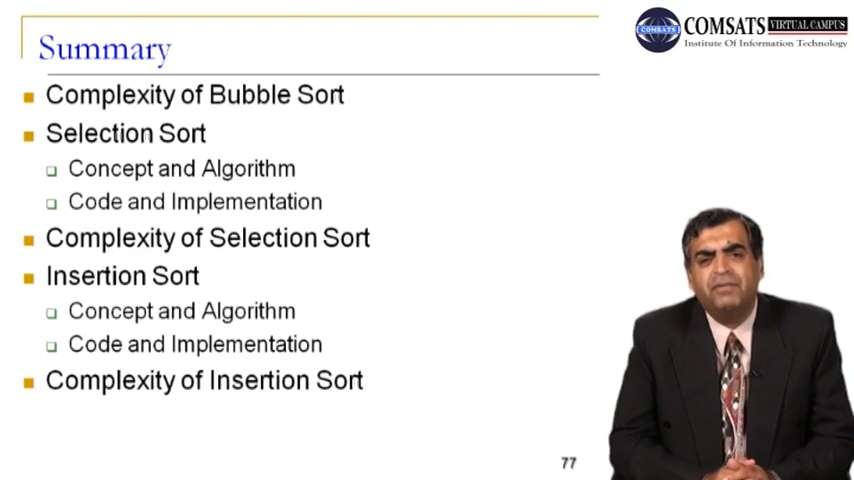 Summary
COMSATS VIRTUAL CAMPUS
COMSATS
Institute Of Information Technology
Complexity of Bubble Sort
Selection Sort
Concept and Algorithm
Code and Implementation
Complexity of Selection Sort
Insertion Sort
Concept and Algorithm
Code and Implementation
Complexity of Insertion Sort
77